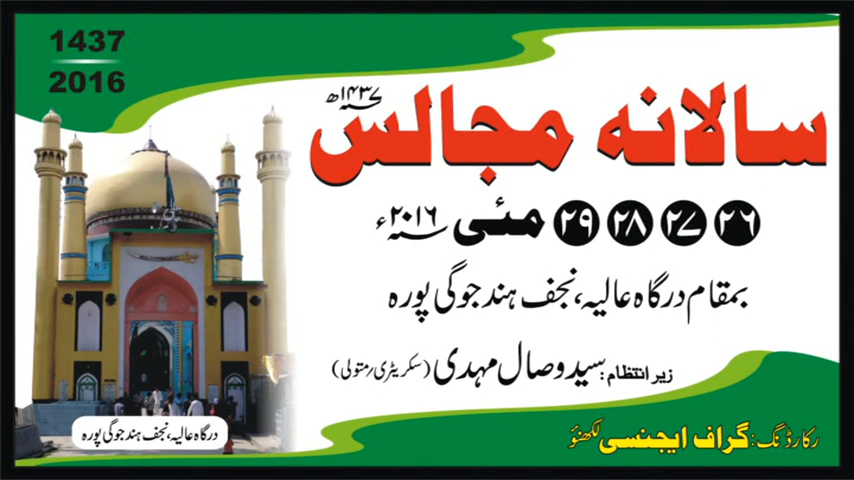 1437
2016
سالانہ مجالس ۱۴۳۷ھ
۲۶ ۲۷ ۲۸ ۲۹ مئی ۲۰۱۶ء
بمقام درگاہ عالیہ، نجف ہند جوگی پورہ
زیر انتظام: سید وصال مہدی (سکریٹری/متولی)
درگاہ عالیہ، نجف ہند جوگی پورہ
رکارڈنگ: گراف ایجنسی لکھنؤ